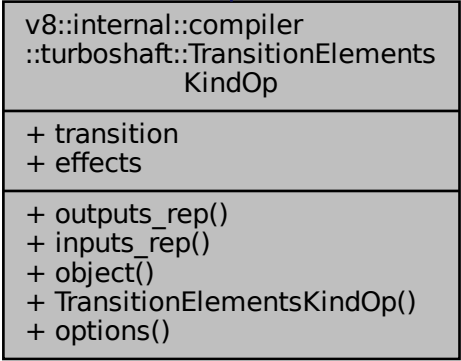 v8::internal::compiler
::turboshaft::TransitionElements
KindOp
+ transition
+ effects
+ outputs_rep()
+ inputs_rep()
+ object()
+ TransitionElementsKindOp()
+ options()